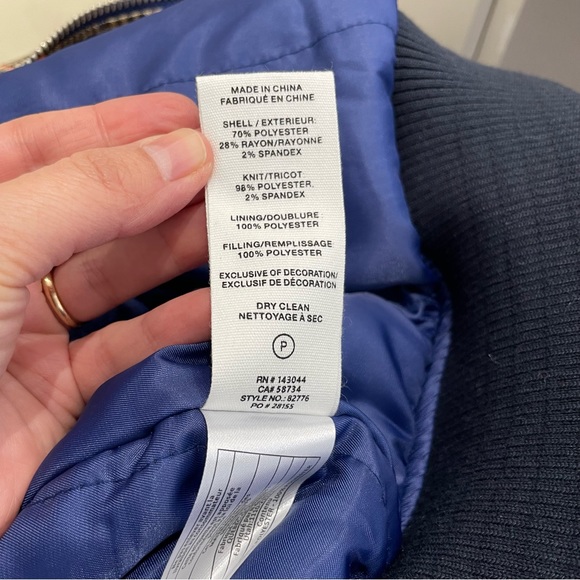 MADE IN CHINA
FABRIQUÉ EN CHINE
SHELL / EXTERIEUR:
70% POLYESTER
28% RAYON/RAYONNE
2% SPANDEX
KNIT/TRICOT:
98% POLYESTER.
2% SPANDEX
LINING/DOUBLURE :
100% POLYESTER
FILLING/REMPLISSAGE
100% POLYESTER
EXCLUSIVE OF DECORATION/
EXCLUSIF DE DÉCORATION
DRY CLEAN
NETTOYAGE À SEC
P
RN # 143044
CA# 58734
STYLE NO.: 82776
PO # 28155